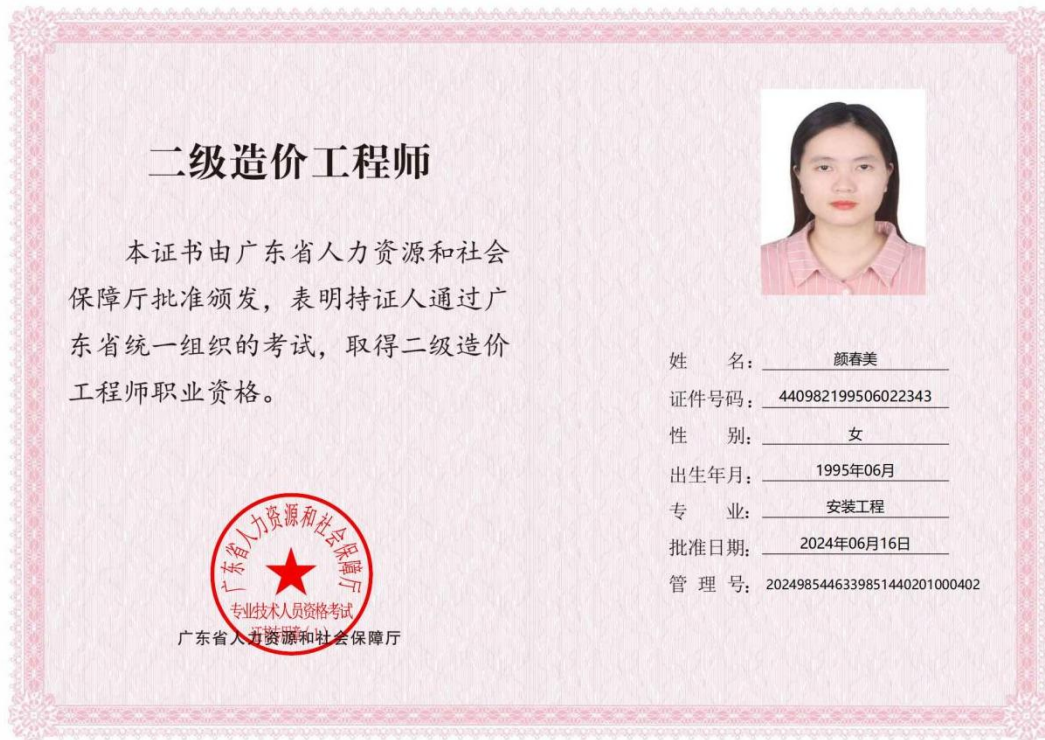 二级造价工程师
本证书由广东省人力资源和社会
保障厅批准颁发，表明持证人通过广
东省统一组织的考试，取得二级造价
工程师职业资格。
广东省人力资源和社会保障厅
专业技术人员资格考试
广东省人力资源和社会保障厅
姓 名：颜春美
证件号码：440982199506022343
性 别：女
出生年月：1995年06月
专 业：安装工程
批准日期：2024年06月16日
管 理 号：2024985446339851440201000402